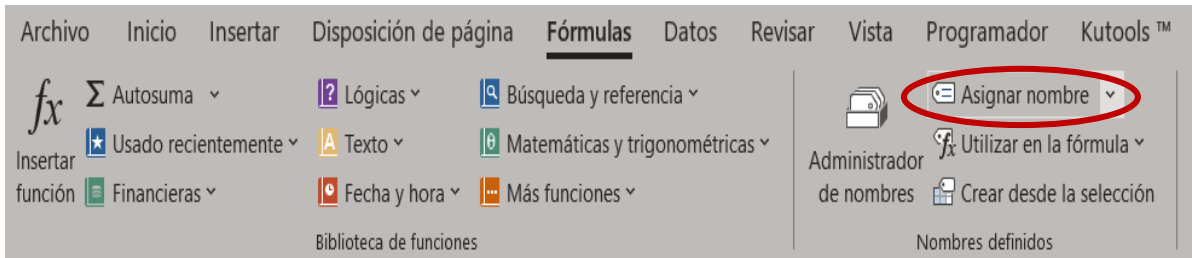 Archivo Inicio Insertar Disposición de página Fórmulas Datos Revisar Vista Programador Kutools ™
fx Insertar función
Σ Autosuma
Usado recientemente
Financieras
Lógicas
Texto
Fecha y hora
Búsqueda y referencia
Matemáticas y trigonométricas
Más funciones
Biblioteca de funciones
Administrador
de nombres
Asignar nombre
Utilizar en la fórmula
Crear desde la selección
Nombres definidos